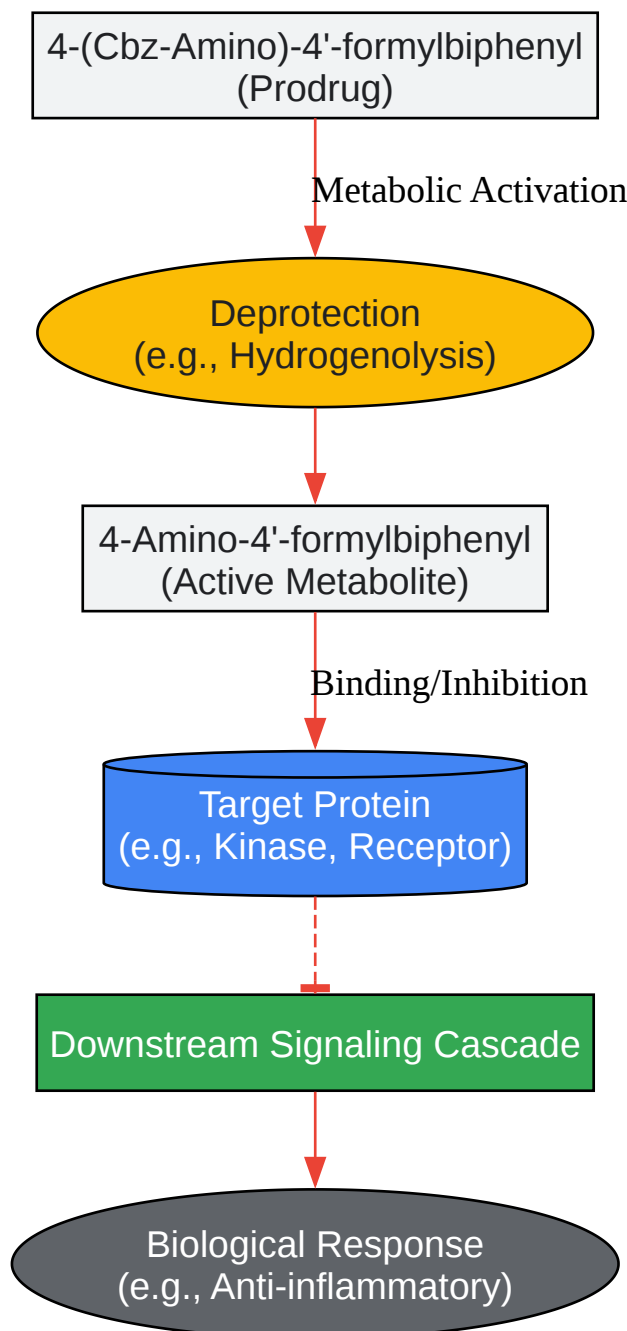 4-(Cbz-Amino)-4'-formylbiphenyl
(Prodrug)
Metabolic Activation
Deprotection
(e.g., Hydrogenolysis)
4-Amino-4'-formylbiphenyl
(Active Metabolite)
Binding/Inhibition
Target Protein
(e.g., Kinase, Receptor)
Downstream Signaling Cascade
Biological Response
(e.g., Anti-inflammatory)